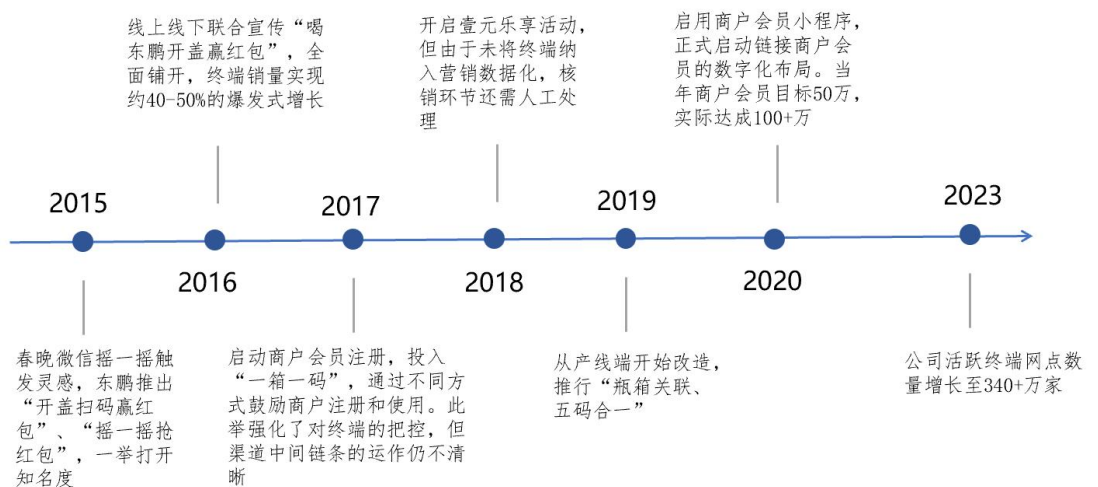 线上线下联合宣传“喝
东鹏开盖赢红包”，全
面铺开，终端销量实现
约40-50%的爆发式增长
开启壹元乐享活动，
但由于未将终端纳
入营销数据化，核
销环节还需人工处
理
启用商户会员小程序，
正式启动链接商户会
员的数字化布局。当
年商户会员目标50万，
实际达成100+万
2015
2016
2017
2018
2019
2020
2023
春晚微信摇一摇触
发灵感，东鹏推出
“开盖扫码赢红
包”、“摇一摇抢
红包”，一举打开
知名度
启动商户会员注册，投入
“一箱一码”，通过不同方
式鼓励商户注册和使用。此
举强化了对终端的把控，但
渠道中间链条的运作仍不清
晰
从产线端开始改造，
推行“瓶箱关联、
五码合一”
公司活跃终端网点数
量增长至340+万家